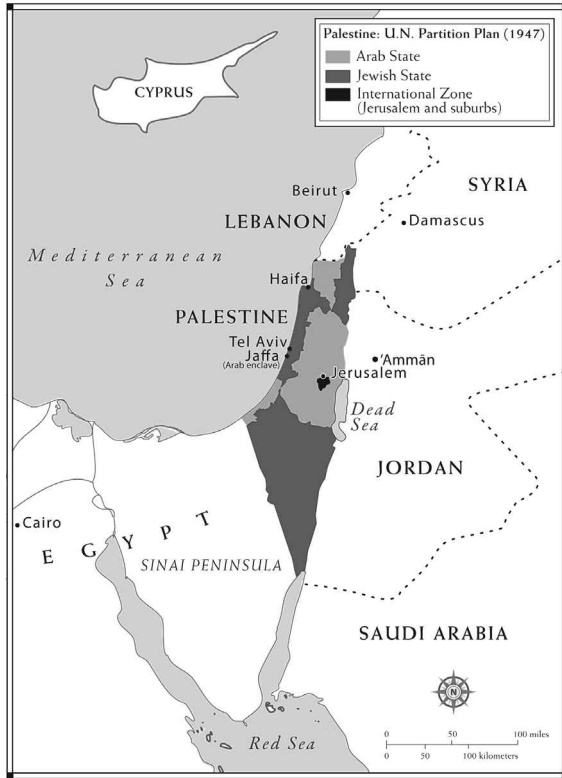 Palestine: U.N. Partition Plan (1947)
Arab State
Jewish State
International Zone
(Jerusalem and suburbs)
CYPRUS
SYRIA
Beirut
LEBANON
Damascus
Mediterranean
Sea
Haifa
PALESTINE
Tel Aviv
Jaffa
(Arab enclave)
'Ammān
Jerusalem
Dead
Sea
JORDAN
Cairo
EGYPT
SINAI PENINSULA
SAUDI ARABIA
N
Red Sea
0 50 100 miles
0 50 100 kilometers